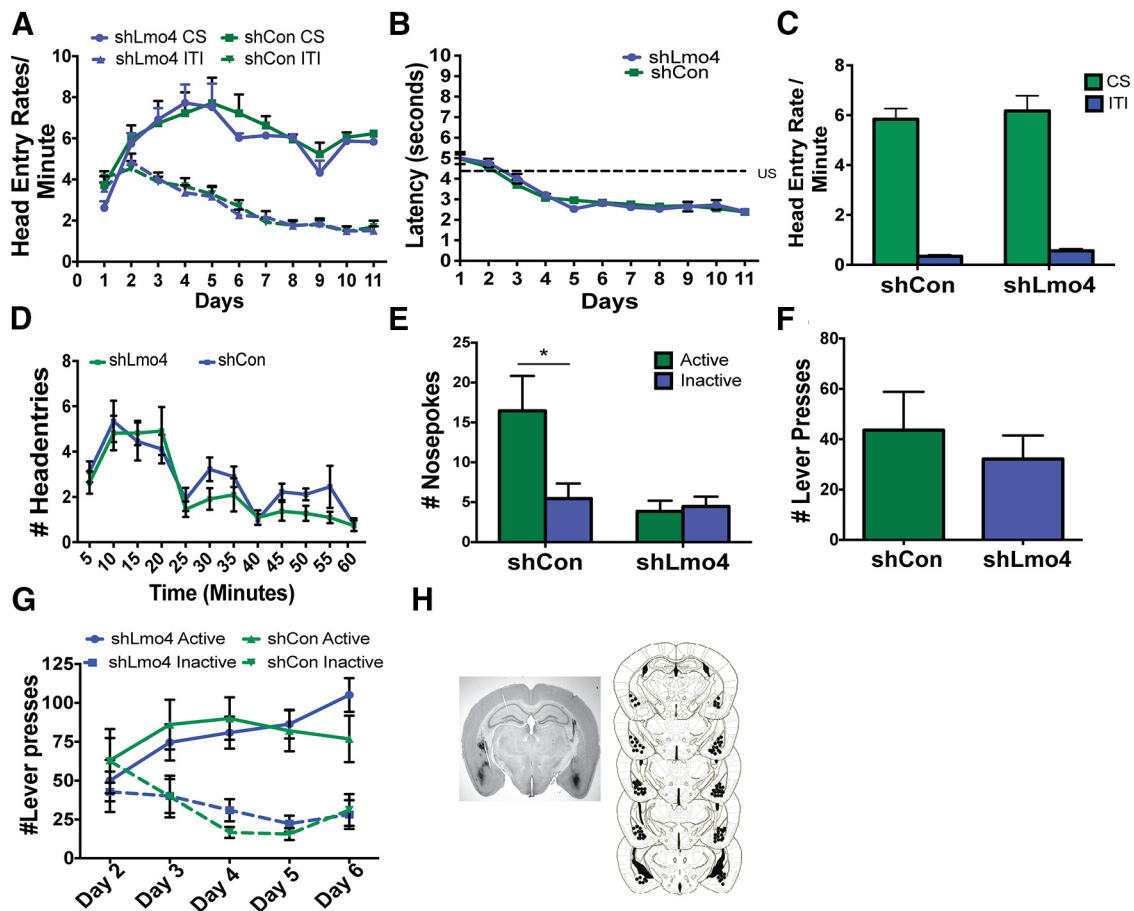 A
shLmo4 CS
shCon CS
shLmo4 ITI
shCon ITI
Head Entry Rates/
Minute
10
8
6
4
2
0
0 1 2 3 4 5 6 7 8 9 10 11
Days
B
shLmo4
shCon
Latency (seconds)
10
9
8
7
6
5
4
3
2
1
0
US
1 2 3 4 5 6 7 8 9 10 11
Days
C
CS
ITI
Head Entry Rate /
Minute
8
6
4
2
0
shCon shLmo4
D
shLmo4 shCon
# Headentries
8
6
4
2
0
5 10 15 20 25 30 35 40 45 50 55 60
Time (Minutes)
E
*
Active
Inactive
# Nosepokes
25
20
15
10
5
0
shCon shLmo4
F
# Lever Presses
80
60
40
20
0
shCon shLmo4
G
shLmo4 Active
shCon Active
shLmo4 Inactive
shCon Inactive
#Lever presses
125
100
75
50
25
0
Day 2 Day 3 Day 4 Day 5 Day 6
H